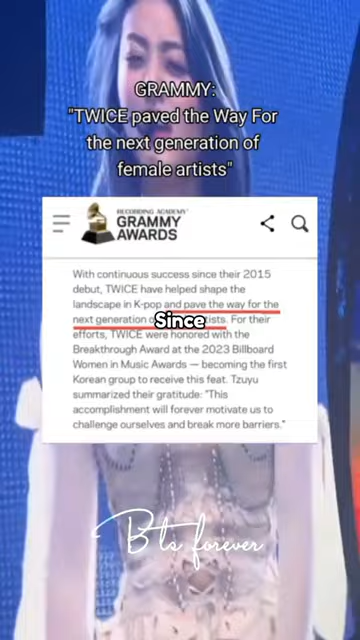 GRAMMY:
"TWICE paved the Way For
the next generation of
female artists"
RECORDING ACADEMY
GRAMMY
AWARDS
With continuous success since their 2015
debut, TWICE have helped shape the
landscape in K-pop and pave the way for the
next generation
Since
artists. For their
efforts, TWICE were honored with the
Breakthrough Award at the 2023 Billboard
Women in Music Awards — becoming the first
Korean group to receive this feat. Tzuyu
summarized their gratitude: "This
accomplishment will forever motivate us to
challenge ourselves and break more barriers."
Bts forever